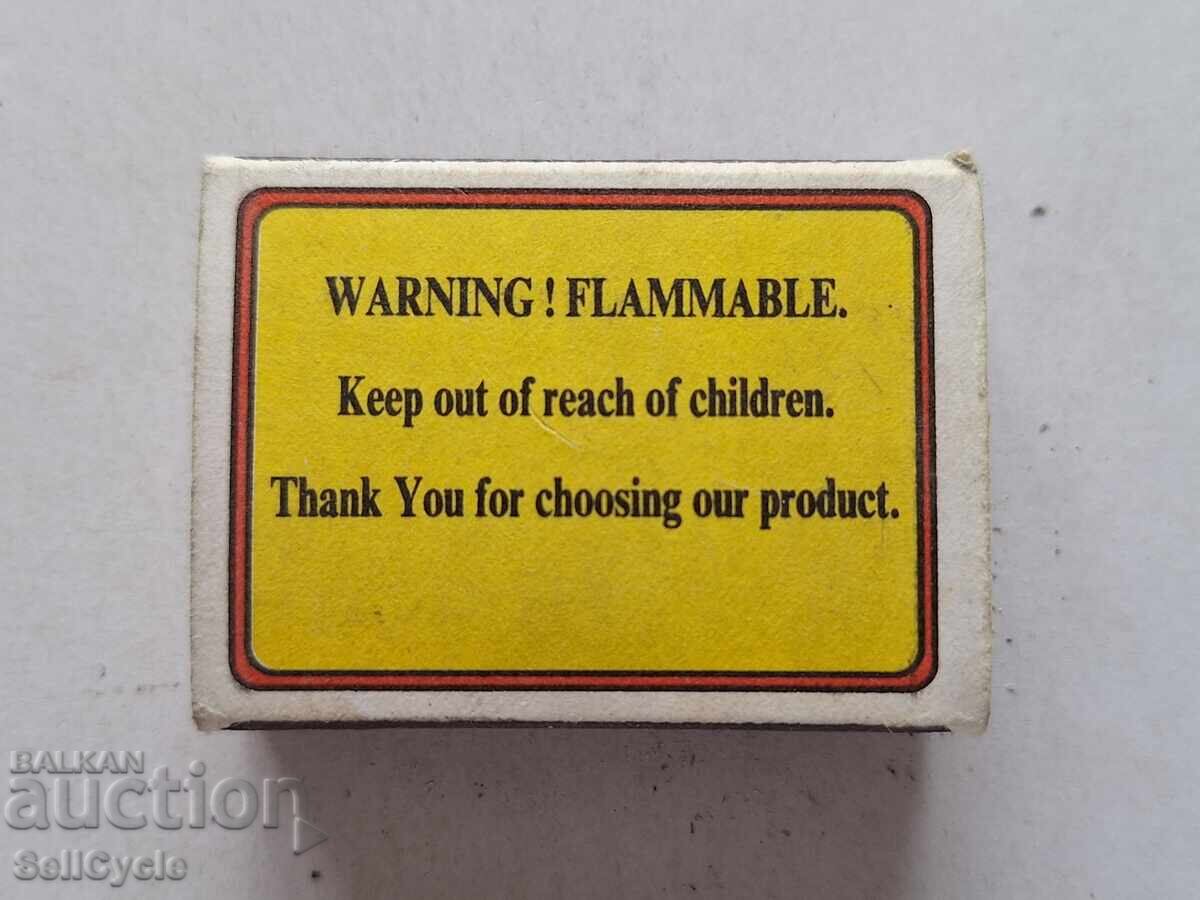 WARNING ! FLAMMABLE.
Keep out of reach of children.
Thank You for choosing our product.
BALKAN
auction
SellCycle